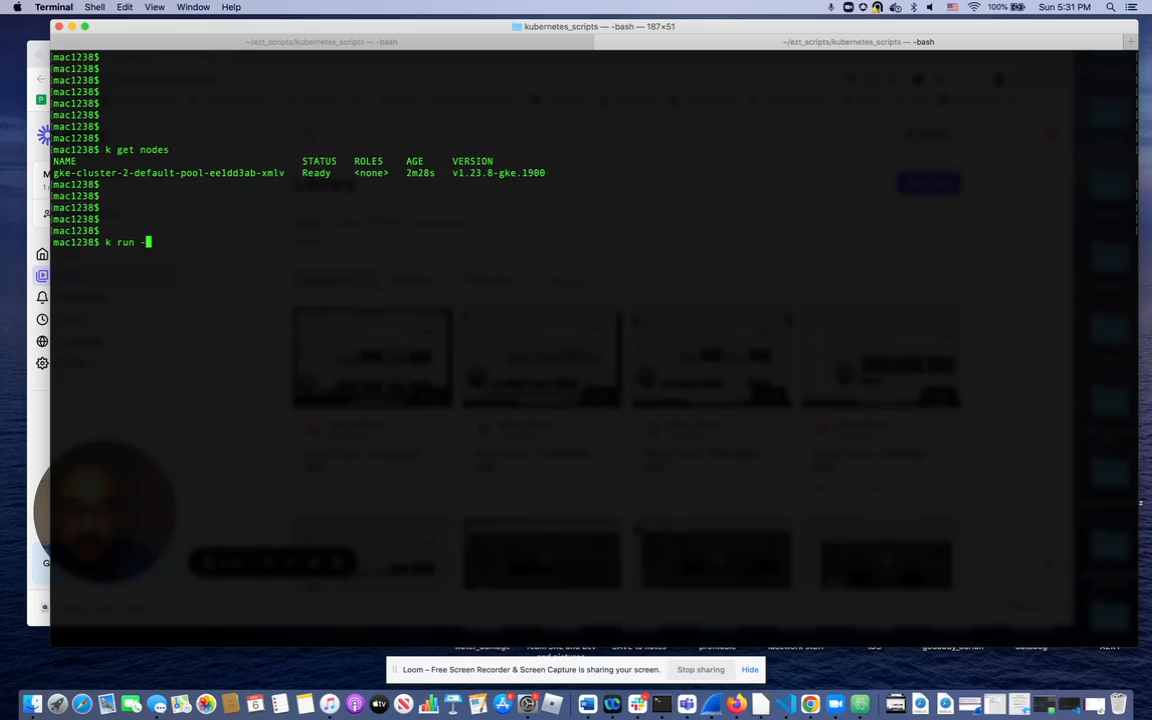 Terminal Shell Edit View Window Help
100% Sun 5:31 PM
kubernetes_scripts — -bash — 187×51
~/ezt_scripts/kubernetes_scripts — -bash
~/ezt_scripts/kubernetes_scripts — -bash
mac1238$
mac1238$
mac1238$
mac1238$
mac1238$
mac1238$
mac1238$
mac1238$
mac1238$ k get nodes
NAME STATUS ROLES AGE VERSION
gke-cluster-2-default-pool-ee1dd3ab-xmlv Ready <none> 2m28s v1.23.8-gke.1900
mac1238$
mac1238$
mac1238$
mac1238$
mac1238$
mac1238$ k run -
Loom – Free Screen Recorder & Screen Capture is sharing your screen. Stop sharing Hide